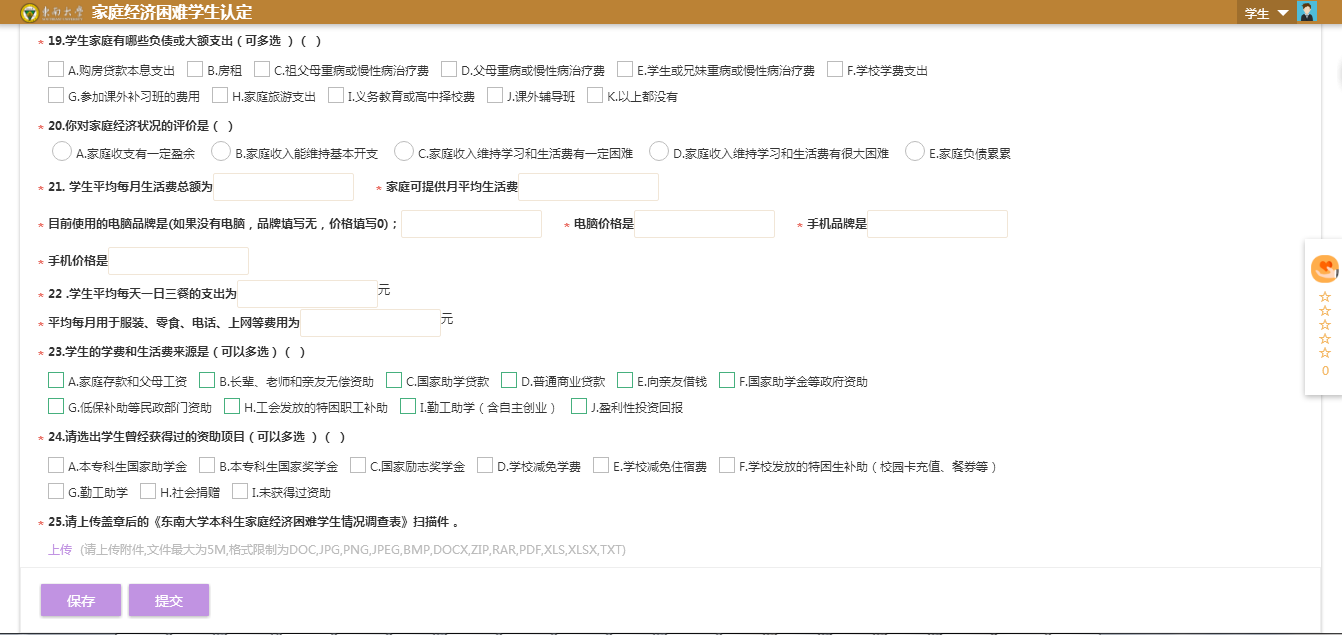 东南大学 家庭经济困难学生认定 学生
* 19.学生家庭有哪些负债或大额支出（可多选 ）（ ）
A.购房贷款本息支出 B.房租 C.祖父母重病或慢性病治疗费 D.父母重病或慢性病治疗费 E.学生或兄妹重病或慢性病治疗费 F.学校学费支出
G.参加课外补习班的费用 H.家庭旅游支出 I.义务教育或高中择校费 J.课外辅导班 K.以上都没有
* 20.你对家庭经济状况的评价是（ ）
A.家庭收支有一定盈余 B.家庭收入能维持基本开支 C.家庭收入维持学习和生活费有一定困难 D.家庭收入维持学习和生活费有很大困难 E.家庭负债累累
* 21. 学生平均每月生活费总额为 * 家庭可提供月平均生活费
* 目前使用的电脑品牌是(如果没有电脑，品牌填写无，价格填写0)； * 电脑价格是 * 手机品牌是
* 手机价格是
* 22 .学生平均每天一日三餐的支出为 元
* 平均每月用于服装、零食、电话、上网等费用为 元
* 23.学生的学费和生活费来源是（可以多选）（ ）
A.家庭存款和父母工资 B.长辈、老师和亲友无偿资助 C.国家助学贷款 D.普通商业贷款 E.向亲友借钱 F.国家助学金等政府资助
G.低保补助等民政部门资助 H.工会发放的特困职工补助 I.勤工助学（含自主创业） J.盈利性投资回报
* 24.请选出学生曾经获得过的资助项目（可以多选 ）（ ）
A.本专科生国家助学金 B.本专科生国家奖学金 C.国家励志奖学金 D.学校减免学费 E.学校减免住宿费 F.学校发放的特困生补助（校园卡充值、餐券等）
G.勤工助学 H.社会捐赠 I.未获得过资助
* 25.请上传盖章后的《东南大学本科生家庭经济困难学生情况调查表》扫描件 。
上传 (请上传附件,文件最大为5M,格式限制为DOC,JPG,PNG,JPEG,BMP,DOCX,ZIP,RAR,PDF,XLS,XLSX,TXT)
保存 提交
0